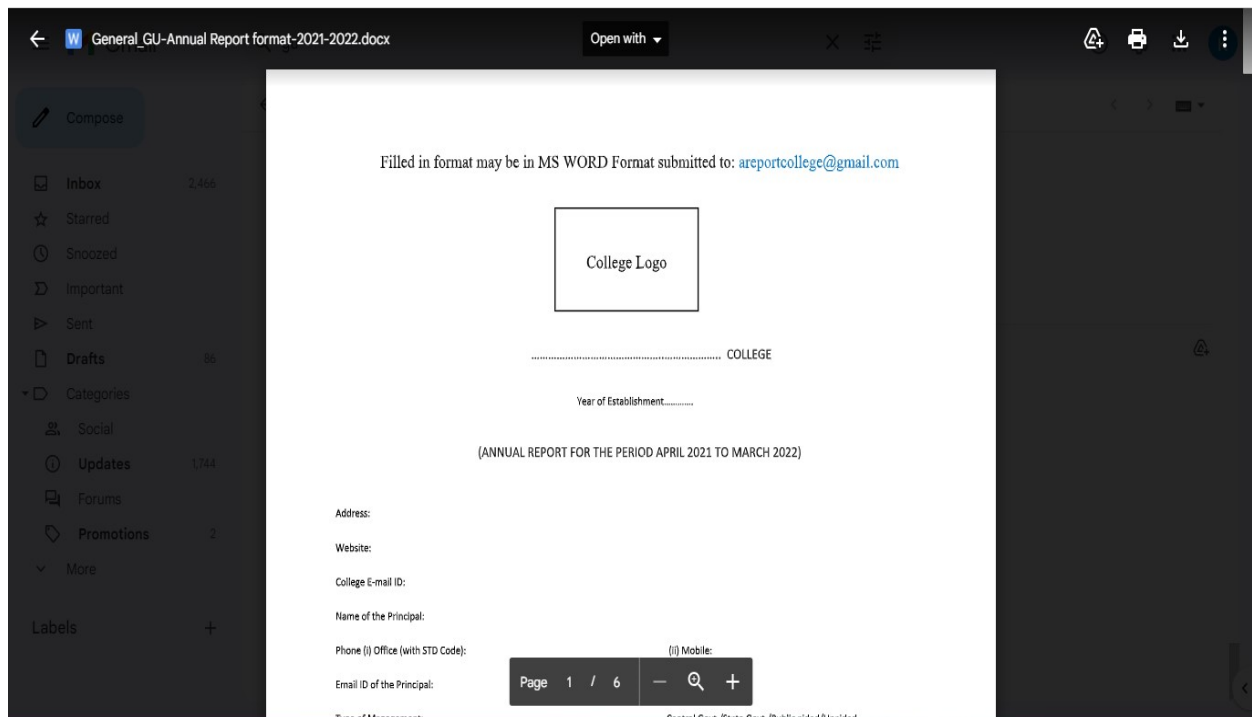 General_GU-Annual Report format-2021-2022.docx
Open with
Compose
Inbox 2,466
Starred
Snoozed
Important
Sent
Drafts 86
Categories
Social
Updates 1,744
Forums
Promotions 2
More
Labels
Filled in format may be in MS WORD Format submitted to: areportcollege@gmail.com
College Logo
................................................................ COLLEGE
Year of Establishment............
(ANNUAL REPORT FOR THE PERIOD APRIL 2021 TO MARCH 2022)
Address:
Website:
College E-mail ID:
Name of the Principal:
Phone (i) Office (with STD Code): (ii) Mobile:
Email ID of the Principal:
Page 1 / 6